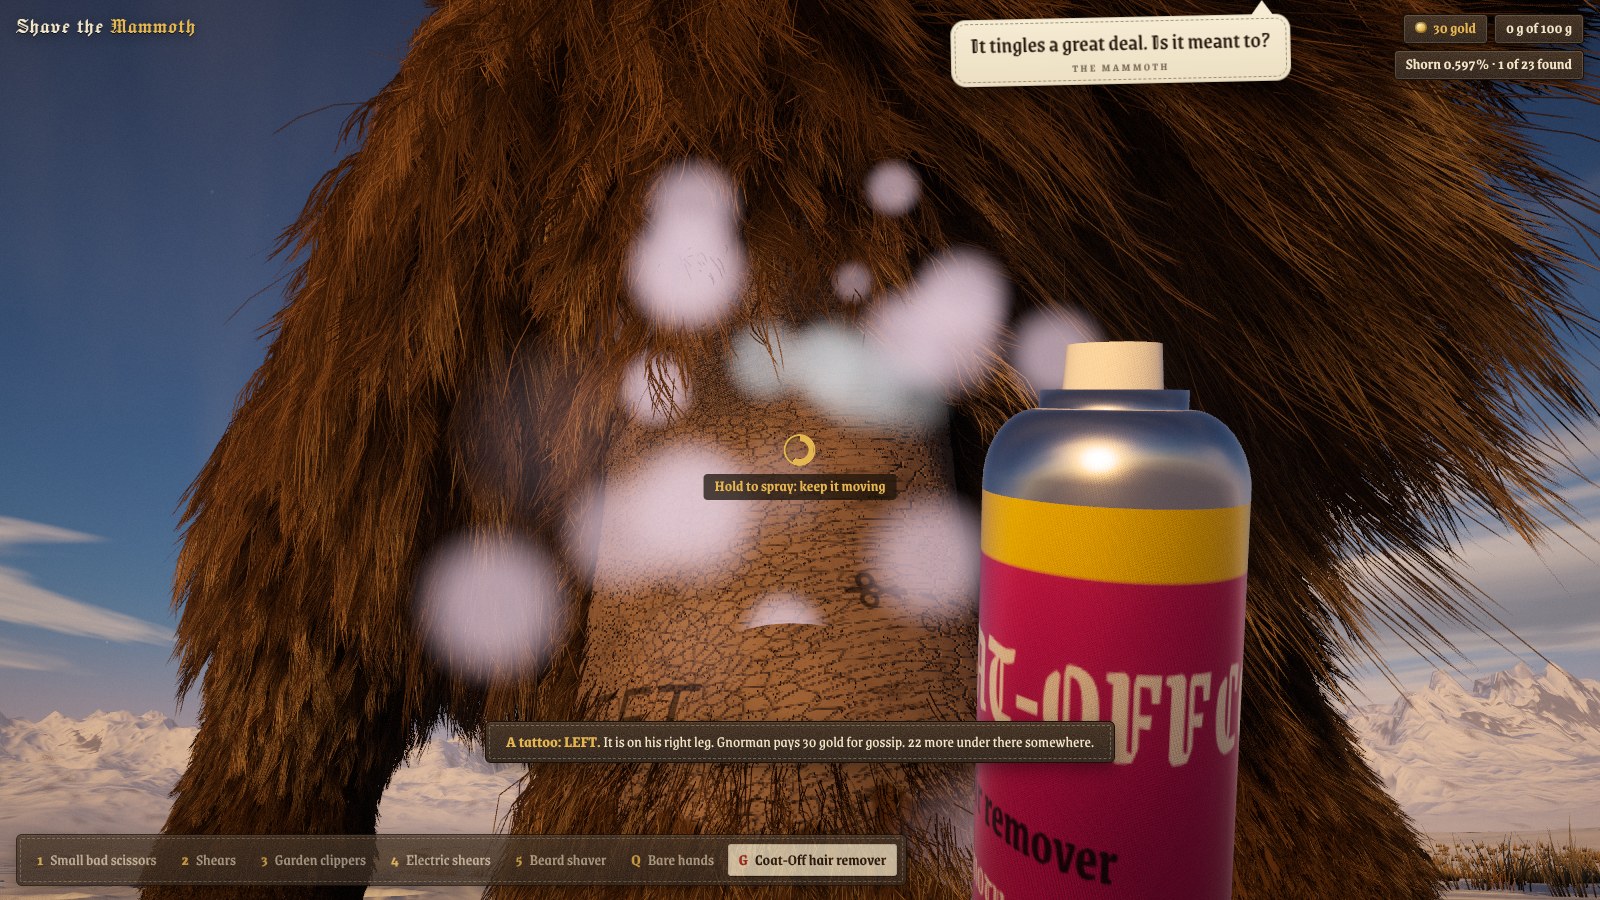 Shave the Mammoth
It tingles a great deal. Is it meant to?
THE MAMMOTH
30 gold
0 g of 100 g
Shorn 0.597% · 1 of 23 found
Hold to spray: keep it moving
A tattoo: LEFT. It is on his right leg. Gnorman pays 30 gold for gossip. 22 more under there somewhere.
remover
1 Small bad scissors 2 Shears 3 Garden clippers 4 Electric shears 5 Beard shaver Q Bare hands G Coat-Off hair remover